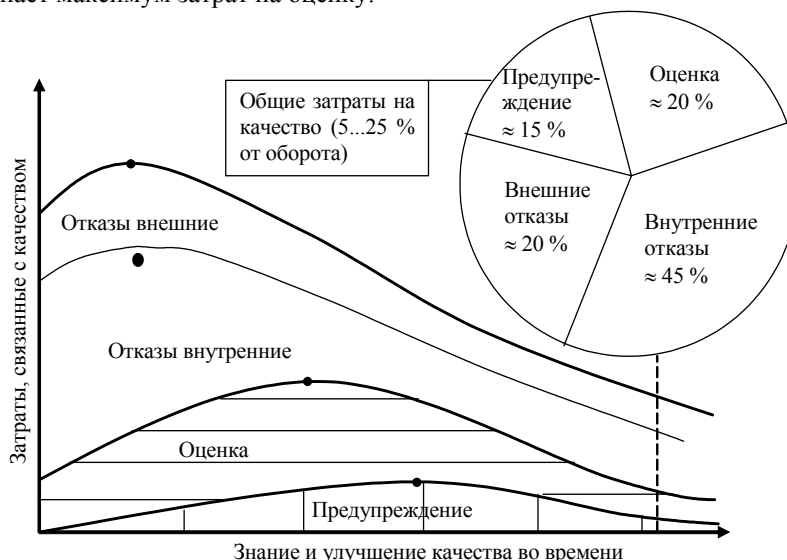 максимум затрат на оценку.
Предупре-
ждение
≈ 15 %
Оценка
≈ 20 %
Общие затраты на
качество (5...25 %
от оборота)
Внешние
отказы
≈ 20 %
Внутренние
отказы
≈ 45 %
Затраты, связанные с качеством
Отказы внешние
Отказы внутренние
Оценка
Предупреждение
Знание и улучшение качества во времени